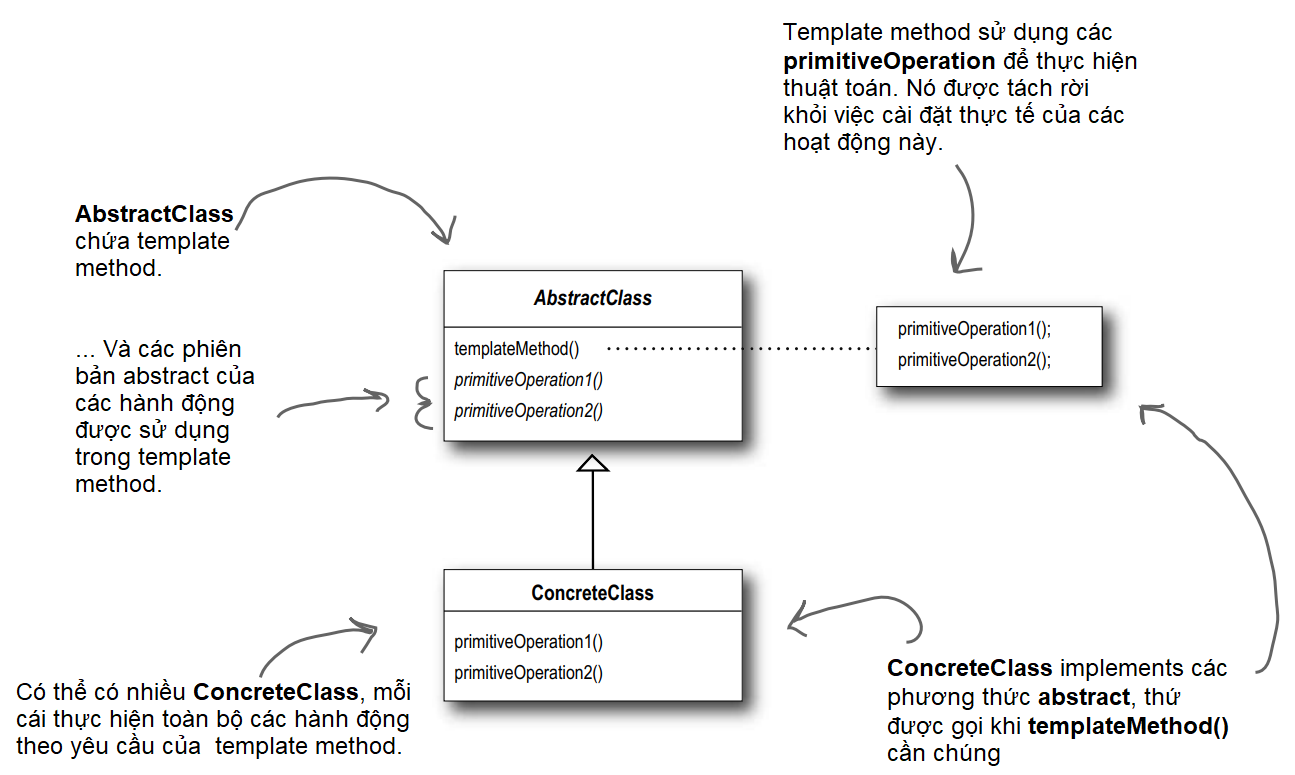 Template method sử dụng các
primitiveOperation để thực hiện
thuật toán. Nó được tách rời
khỏi việc cài đặt thực tế của các
hoạt động này.
AbstractClass
chứa template
method.
AbstractClass
templateMethod()
primitiveOperation1()
primitiveOperation2()
primitiveOperation1();
primitiveOperation2();
... Và các phiên
bản abstract của
các hành động
được sử dụng
trong template
method.
ConcreteClass
primitiveOperation1()
primitiveOperation2()
Có thể có nhiều ConcreteClass, mỗi
cái thực hiện toàn bộ các hành động
theo yêu cầu của  template method.
ConcreteClass implements các
phương thức abstract, thứ
được gọi khi templateMethod()
cần chúng